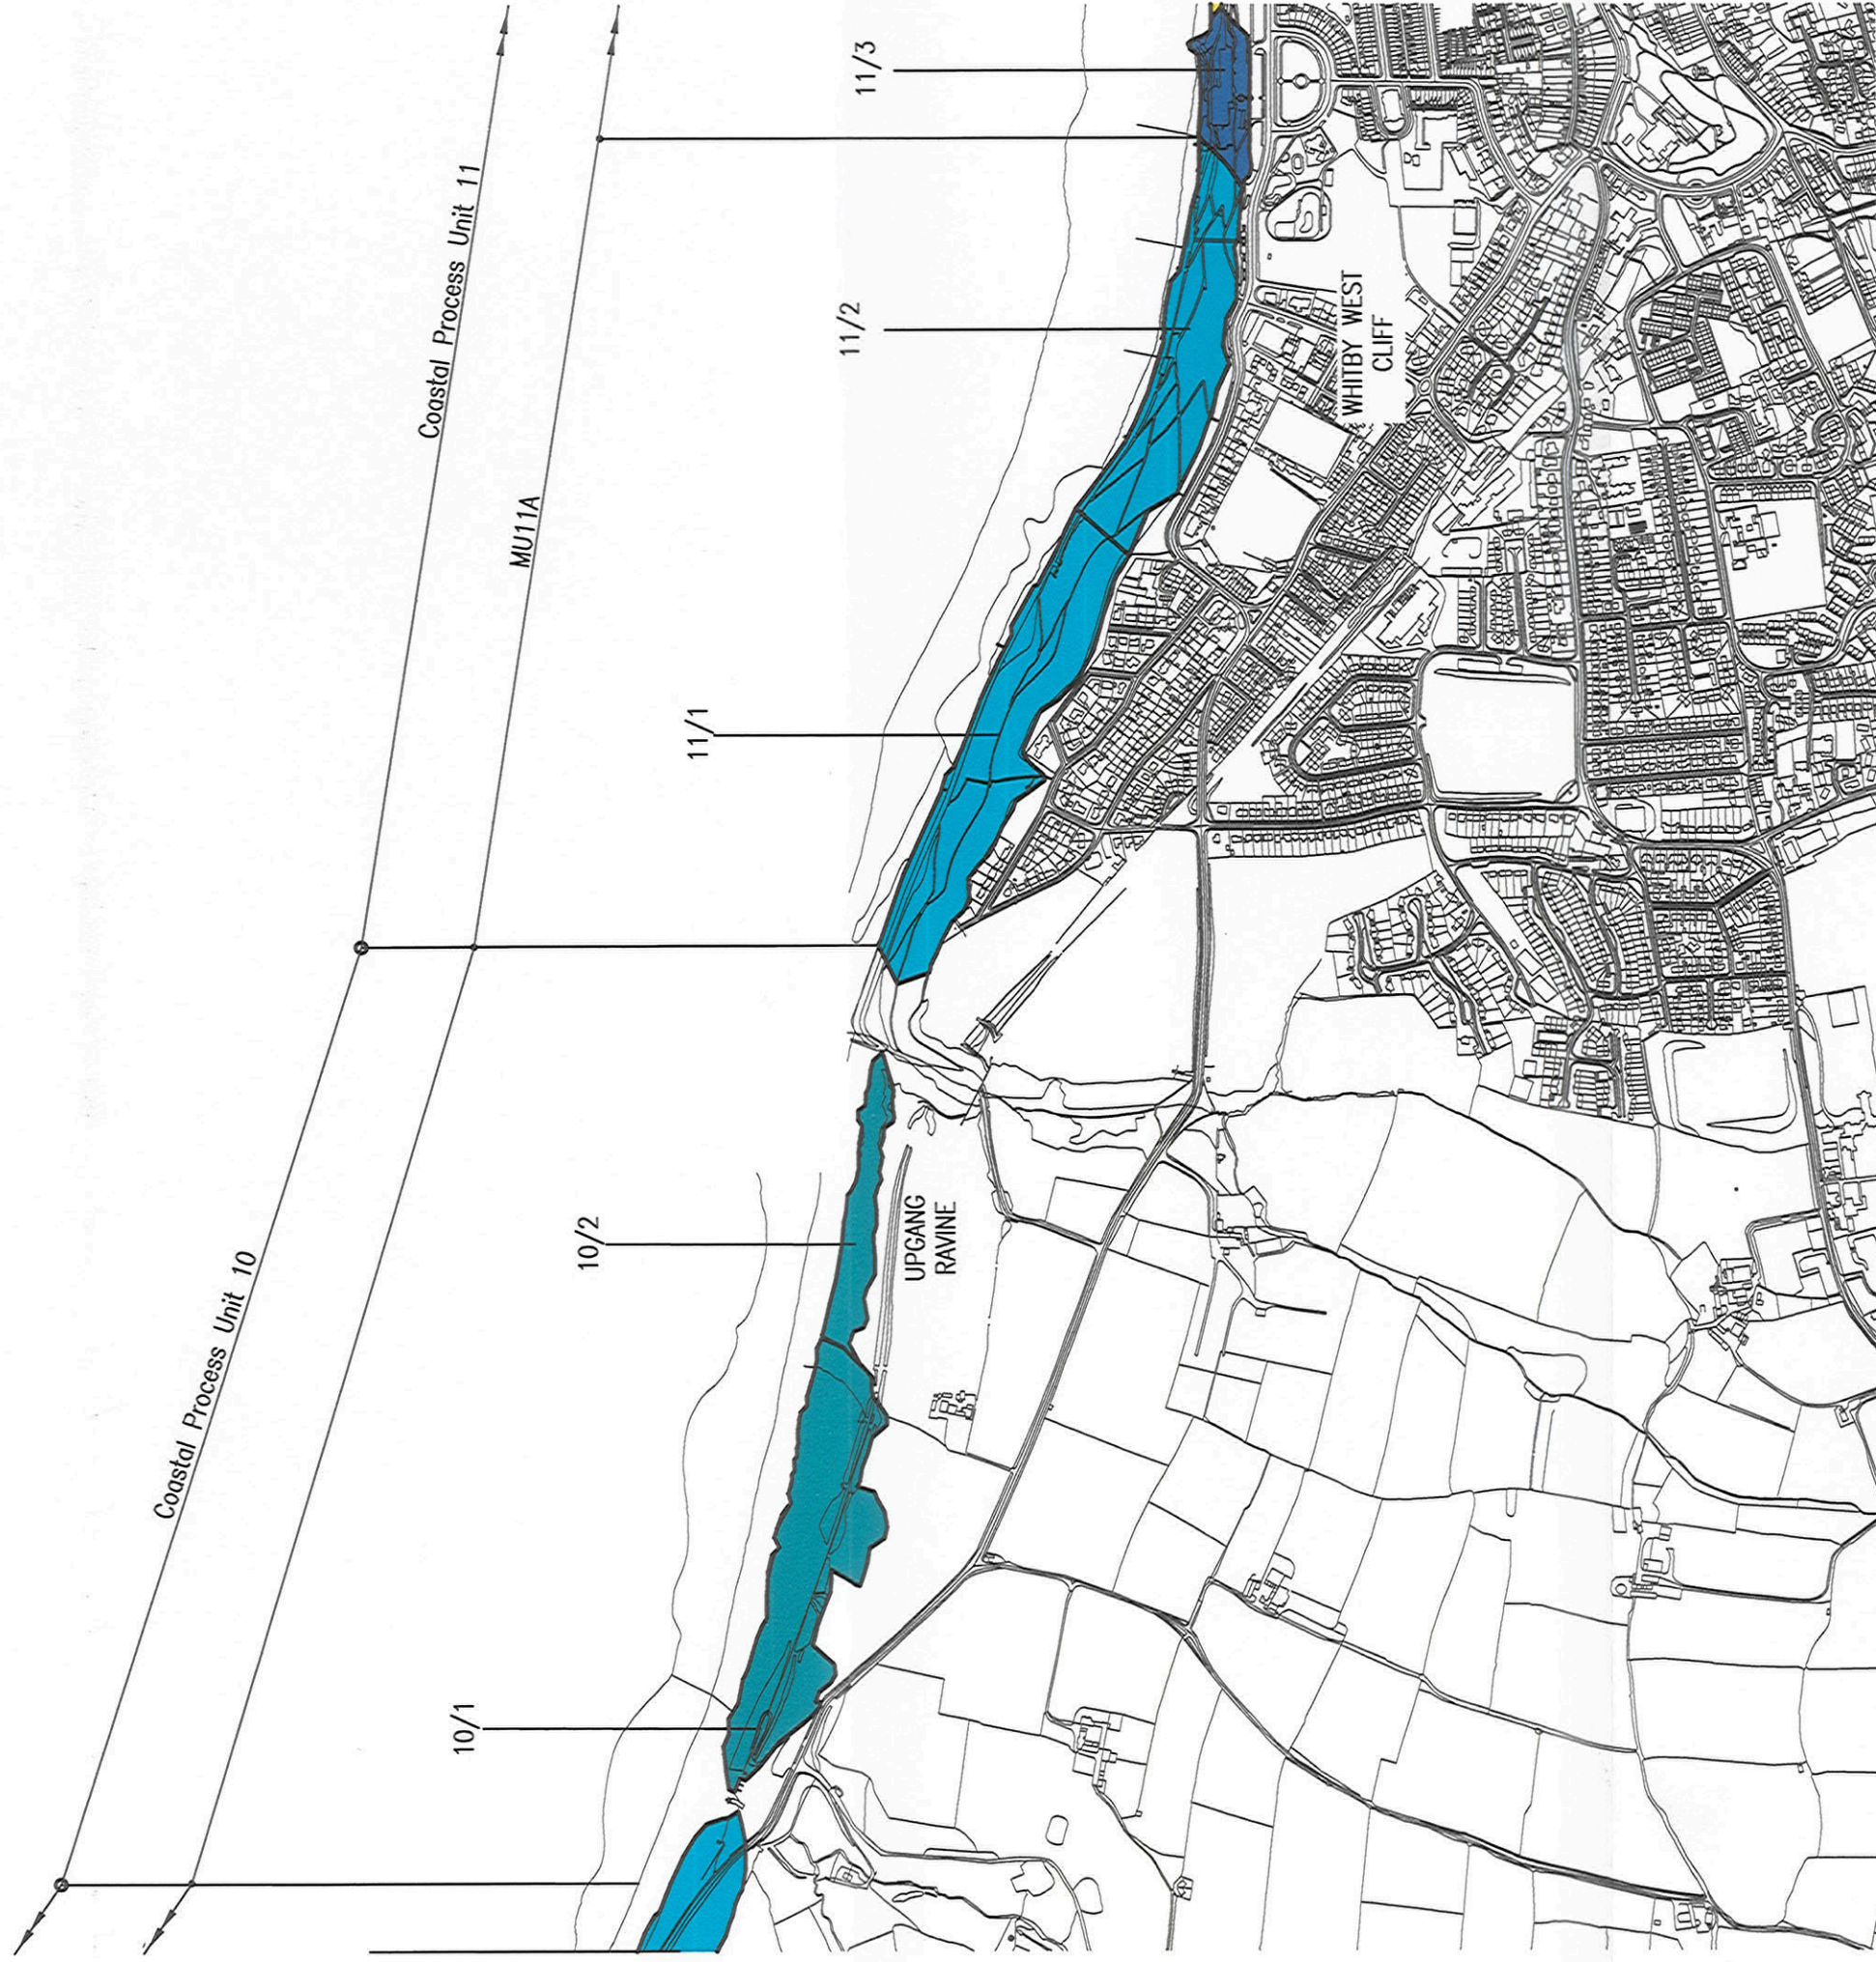 Coastal Process Unit 11
MU11A
Coastal Process Unit 10
11/3
11/2
11/1
10/2
10/1
WHITBY WEST
CLIFF
UPGANG
RAVINE